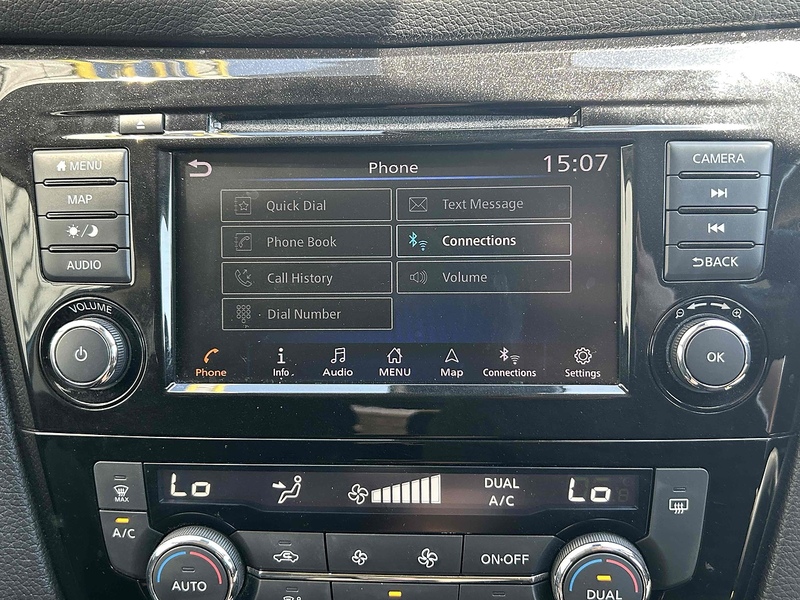 MENU
MAP
AUDIO
VOLUME
Phone
15:07
Quick Dial
Text Message
Phone Book
Connections
Call History
Volume
Dial Number
Phone
Info
Audio
MENU
Map
Connections
Settings
CAMERA
BACK
OK
MAX
A/C
Lo
DUAL
A/C
Lo
AUTO
ON·OFF
DUAL